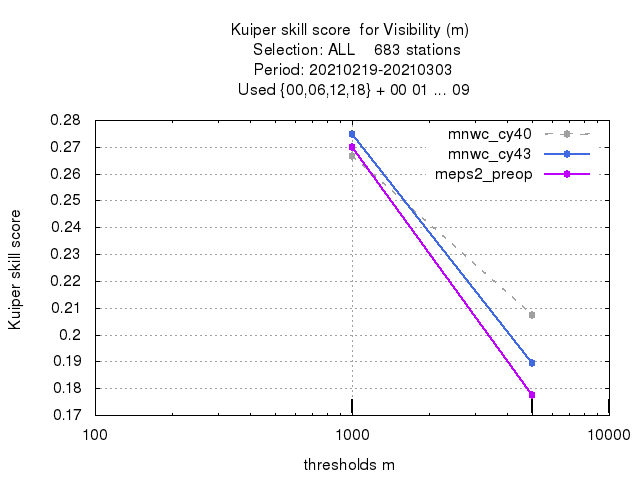 Kuiper skill score  for Visibility (m)
Selection: ALL    683 stations
Period: 20210219-20210303
Used {00,06,12,18} + 00 01 ... 09
0.28
0.27
0.26
0.25
0.24
0.23
0.22
0.21
0.2
0.19
0.18
0.17
Kuiper skill score
mnwc_cy40
mnwc_cy43
meps2_preop
100
1000
10000
thresholds m